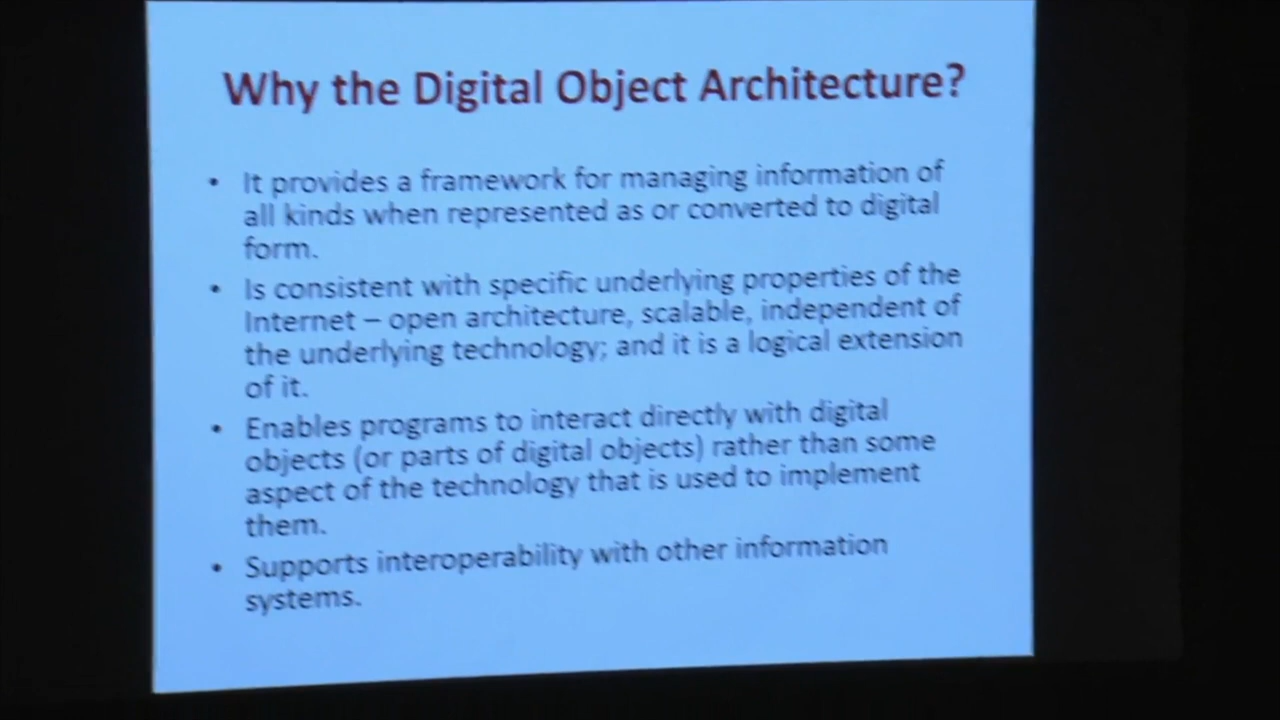 Why the Digital Object Architecture?
• It provides a framework for managing information of
all kinds when represented as or converted to digital
form.
• Is consistent with specific underlying properties of the
Internet – open architecture, scalable, independent of
the underlying technology; and it is a logical extension
of it.
• Enables programs to interact directly with digital
objects (or parts of digital objects) rather than some
aspect of the technology that is used to implement
them.
• Supports interoperability with other information
systems.